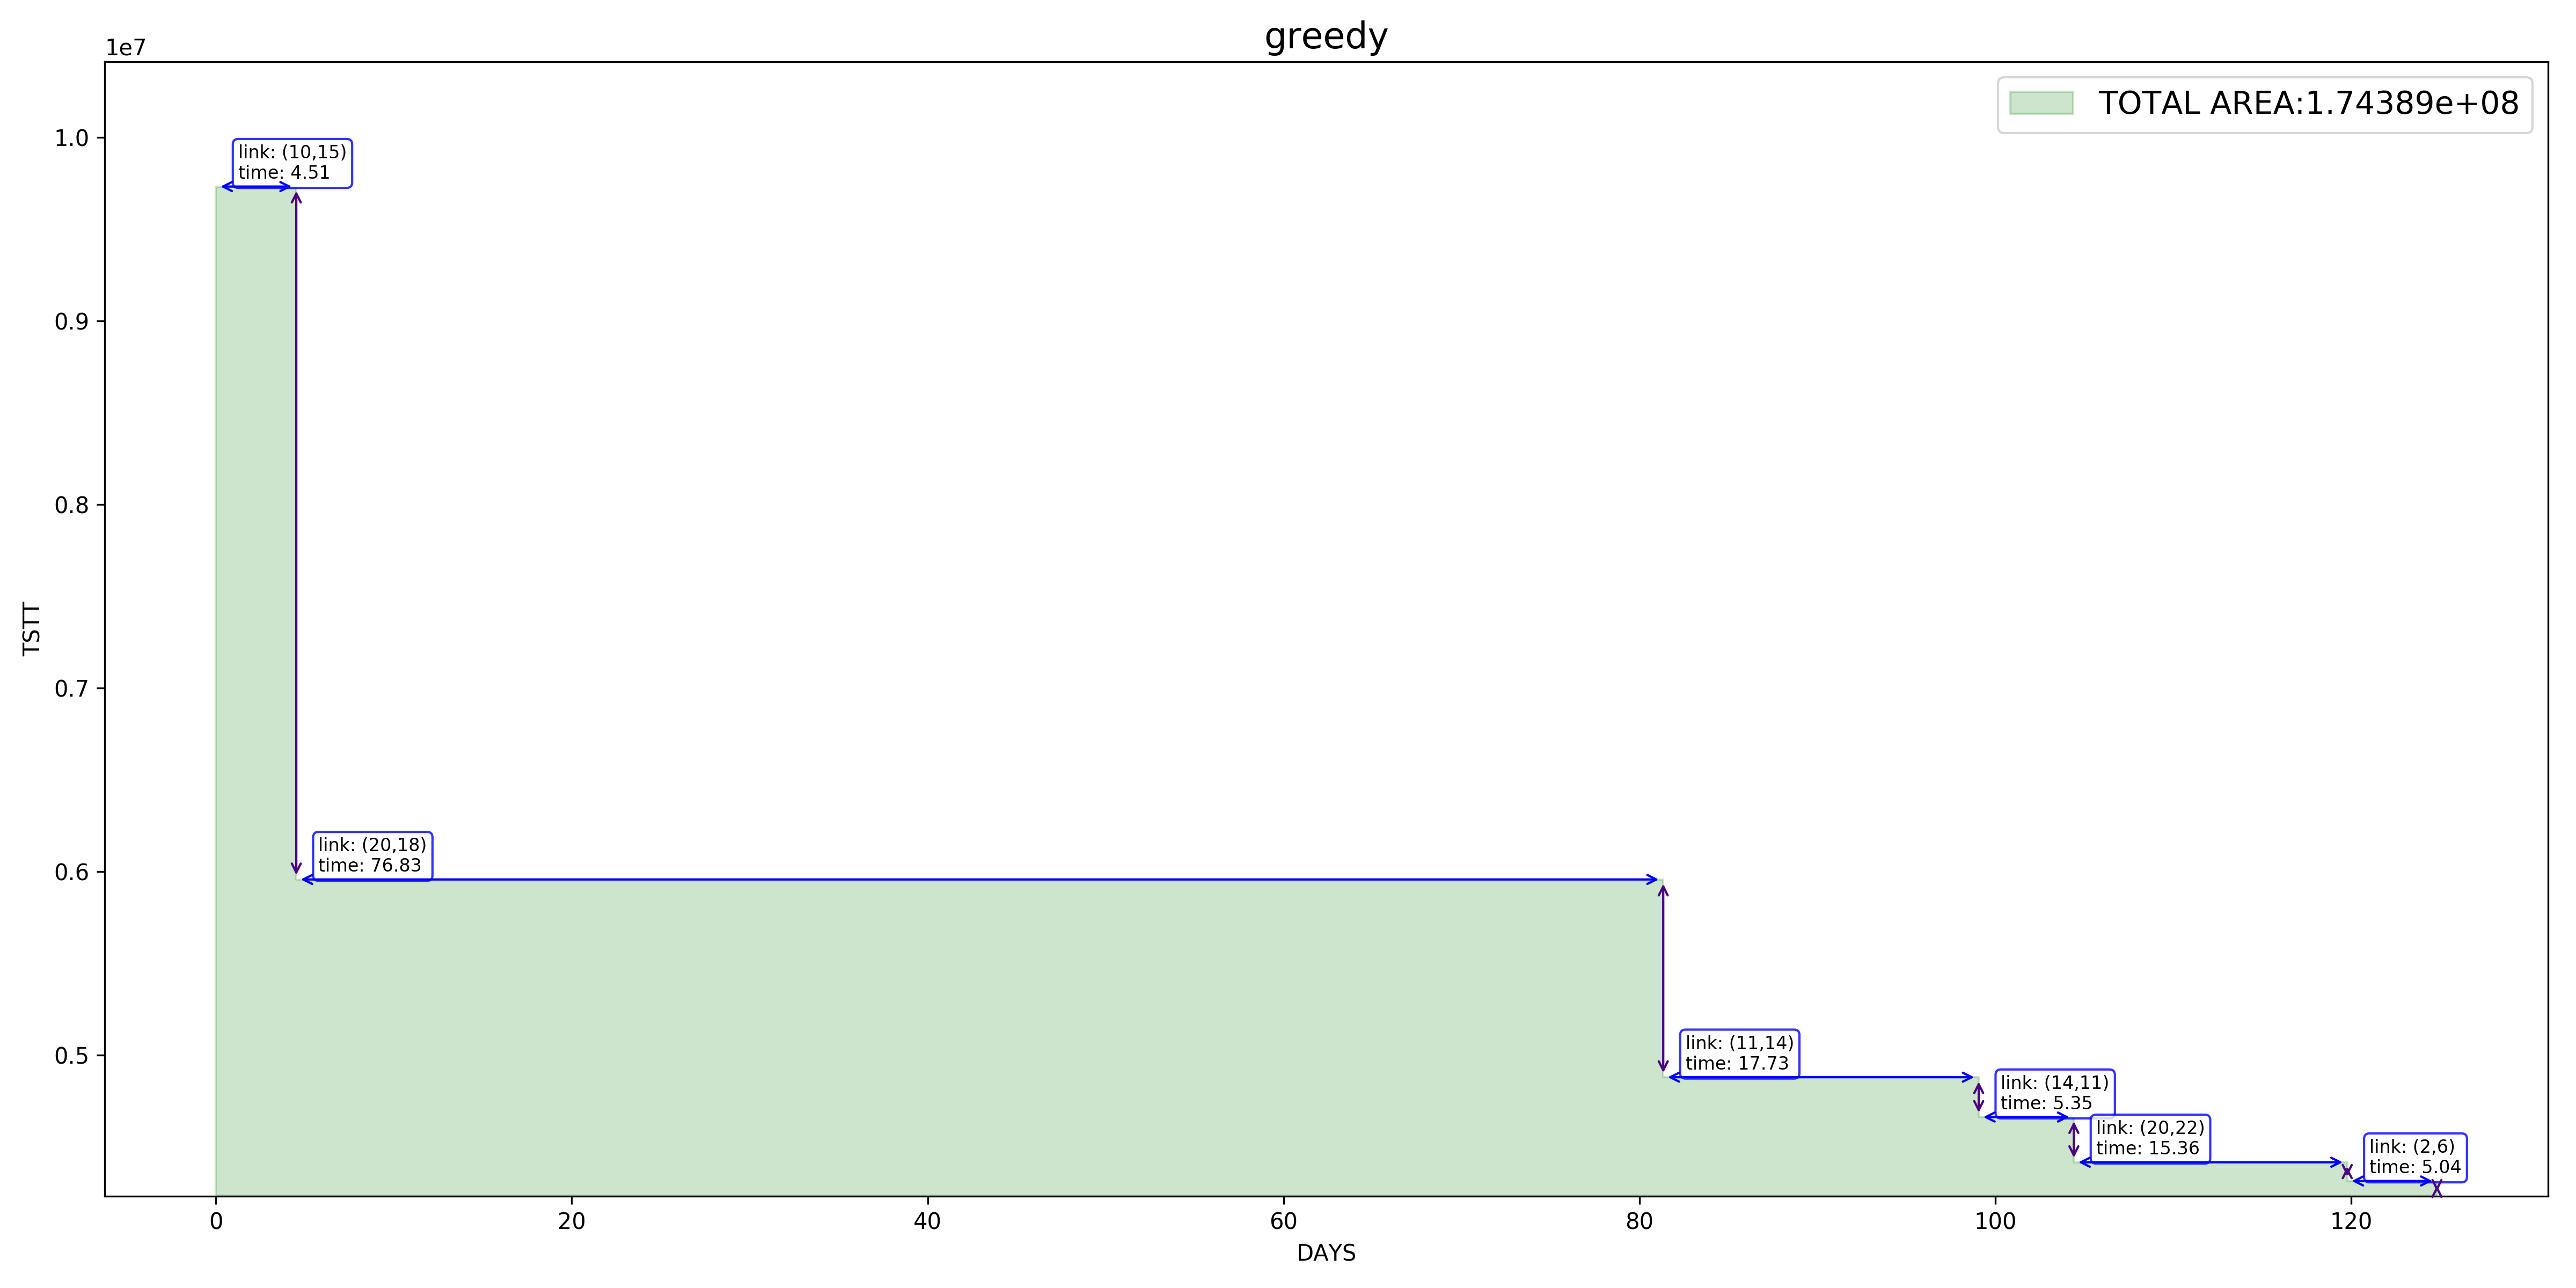 greedy
1e7
TOTAL AREA:1.74389e+08
1.0
0.9
0.8
0.7
0.6
0.5
TSTT
link: (10,15)
time: 4.51
link: (20,18)
time: 76.83
link: (11,14)
time: 17.73
link: (14,11)
time: 5.35
link: (20,22)
time: 15.36
link: (2,6)
time: 5.04
0 20 40 60 80 100 120
DAYS